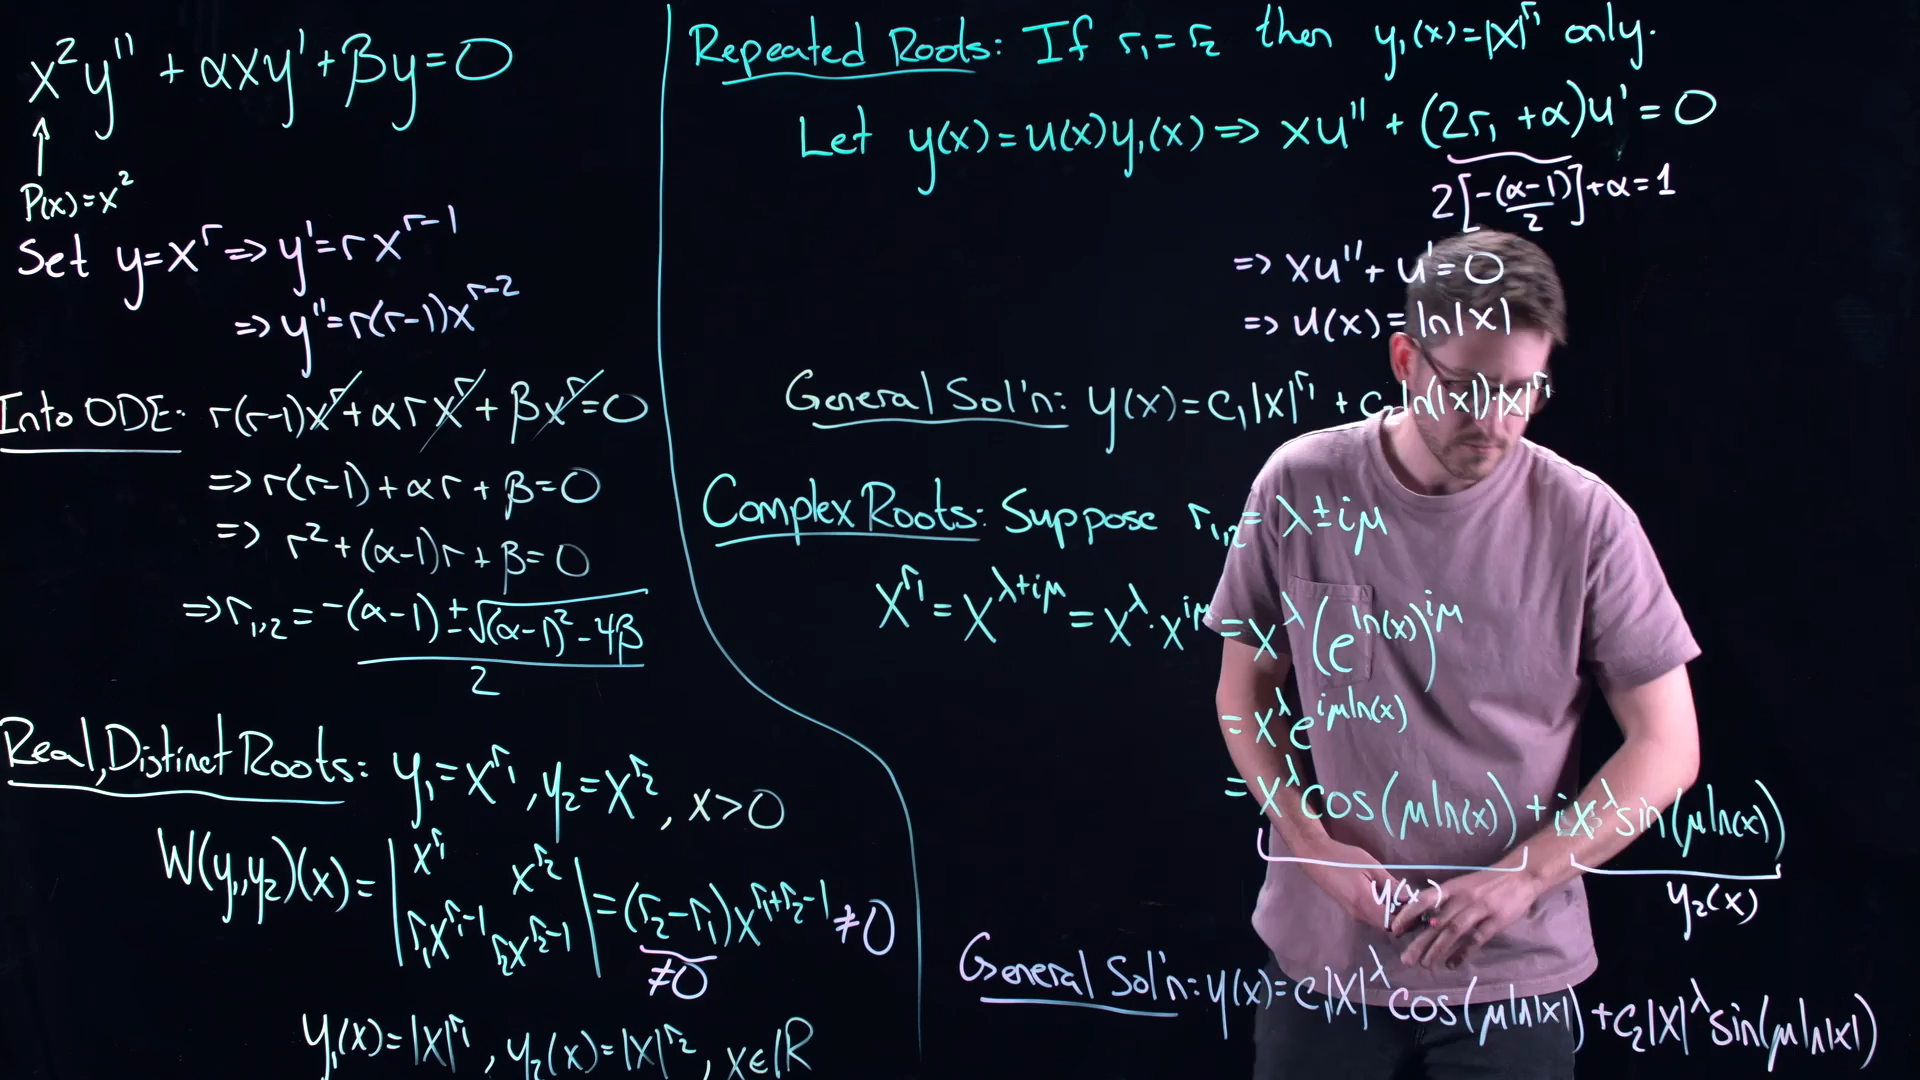 x²y'' + αxy' + βy = 0
↑
P(x) = x²
Set y = x^r ⇒ y' = r x^{r-1}
⇒ y'' = r(r-1)x^{r-2}
Into ODE: r(r-1)x^r + αr x^r + βx^r = 0
⇒ r(r-1) + αr + β = 0
⇒ r² + (α-1)r + β = 0
⇒ r_{1,2} = (-(α-1) ± √((α-1)² - 4β))/2
Real, Distinct Roots: y₁ = x^{r₁}, y₂ = x^{r₂}, x > 0
W(y₁,y₂)(x) = | x^{r₁} x^{r₂} ; r₁x^{r₁-1} r₂x^{r₂-1} | = (r₂-r₁)x^{r₁+r₂-1} ≠ 0
≠0
y₁(x) = |x|^{r₁}, y₂(x) = |x|^{r₂}, x∈ℝ
Repeated Roots: If r₁ = r₂ then y₁(x) = |x|^{r₁} only.
Let y(x) = u(x)y₁(x) ⇒ xu'' + (2r₁ + α)u' = 0
2[-(α-1)/2] + α = 1
⇒ xu'' + u' = 0
⇒ u(x) = ln|x|
General Sol'n: y(x) = c₁|x|^{r₁} + c₂ln(|x|)·|x|^{r₁}
Complex Roots: Suppose r_{1,2} = λ ± iμ
x^{r₁} = x^{λ+iμ} = x^λ · x^{iμ} = x^λ (e^{ln(x)})^{iμ}
= x^λ e^{iμln(x)}
= x^λ cos(μln(x)) + i x^λ sin(μln(x))
y₁(x) y₂(x)
General Sol'n: y(x) = c₁|x|^λ cos(μln|x|) + c₂|x|^λ sin(μln|x|)